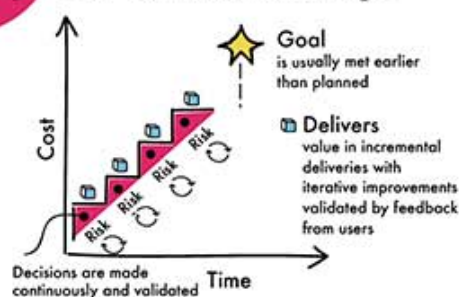 Goal
is usually met earlier
than planned
Delivers
value in incremental
deliveries with
iterative improvements
validated by feedback
from users
Cost
Risk
Risk
Risk
Risk
Decisions are made
continuously and validated
Time